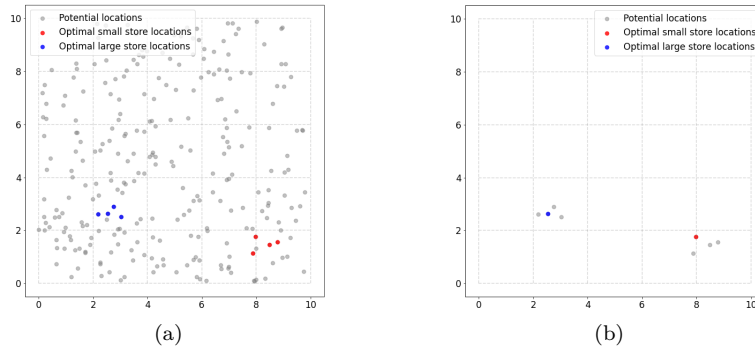 Potential locations
Optimal small store locations
Optimal large store locations
10
8
6
4
2
0
0 2 4 6 8 10
(a)
Potential locations
Optimal small store locations
Optimal large store locations
10
8
6
4
2
0
0 2 4 6 8 10
(b)